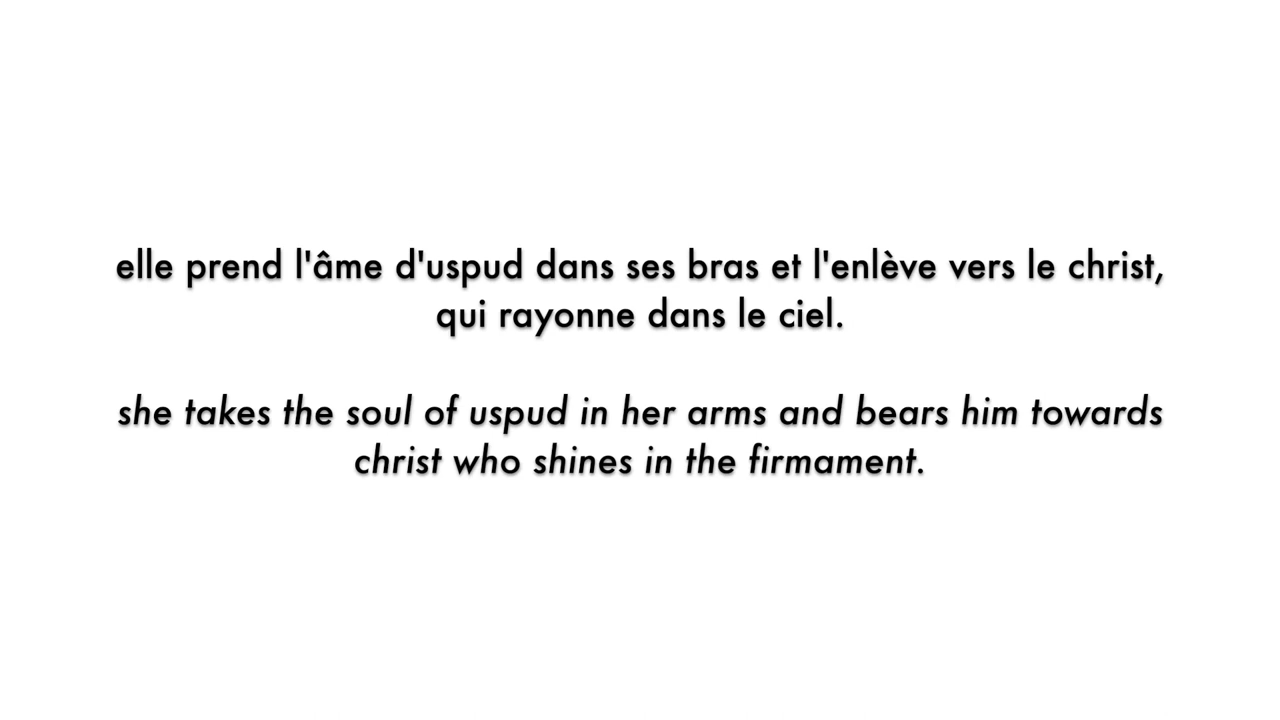 elle prend l'âme d'uspud dans ses bras et l'enlève vers le christ,
qui rayonne dans le ciel.
she takes the soul of uspud in her arms and bears him towards
christ who shines in the firmament.